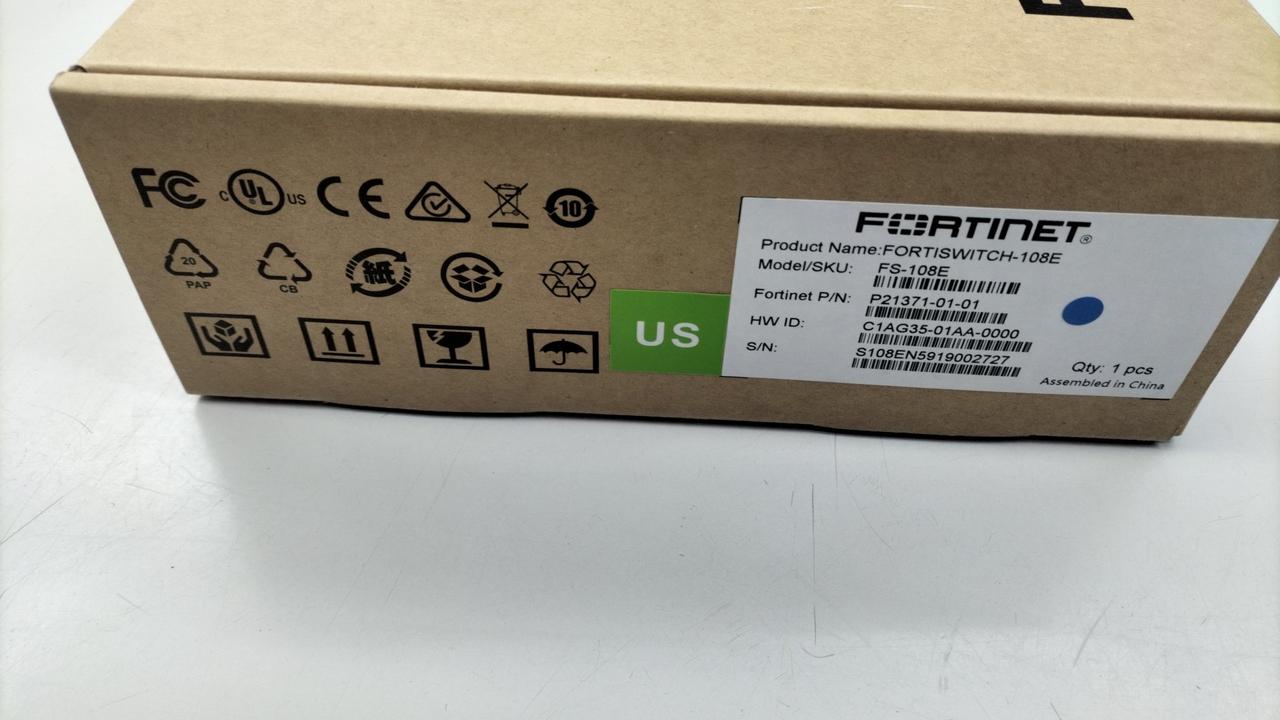 FC
C UL US
CE
10
20
PAP
CB
紙
US
FORTINET®
Product Name:FORTISWITCH-108E
Model/SKU: FS-108E
Fortinet P/N: P21371-01-01
HW ID: C1AG35-01AA-0000
S/N: S108EN5919002727
Qty: 1 pcs
Assembled in China